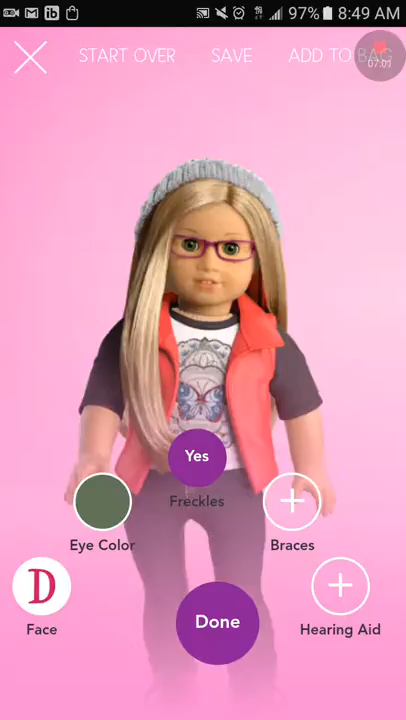 97% 8:49 AM
START OVER SAVE ADD TO BAG
07:01
Yes
Freckles
Eye Color
Braces
D
Done
Face
Hearing Aid